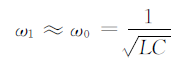 ω₁ ≈ ω₀ = 1/√LC